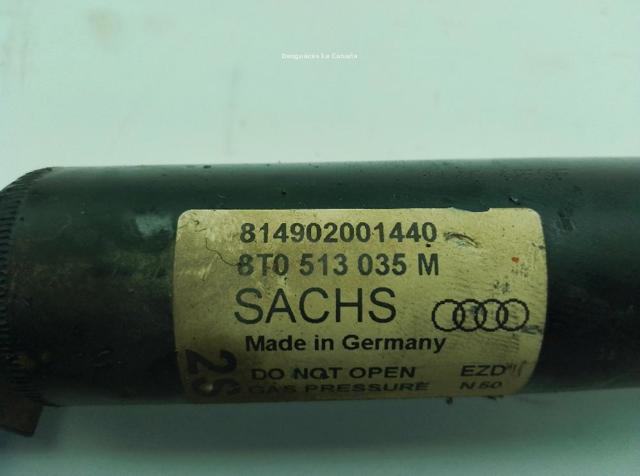 Desguaces La Cabaña
814902001440
8T0 513 035 M
SACHS
Made in Germany
DO NOT OPEN EZD
GAS PRESSURE N50